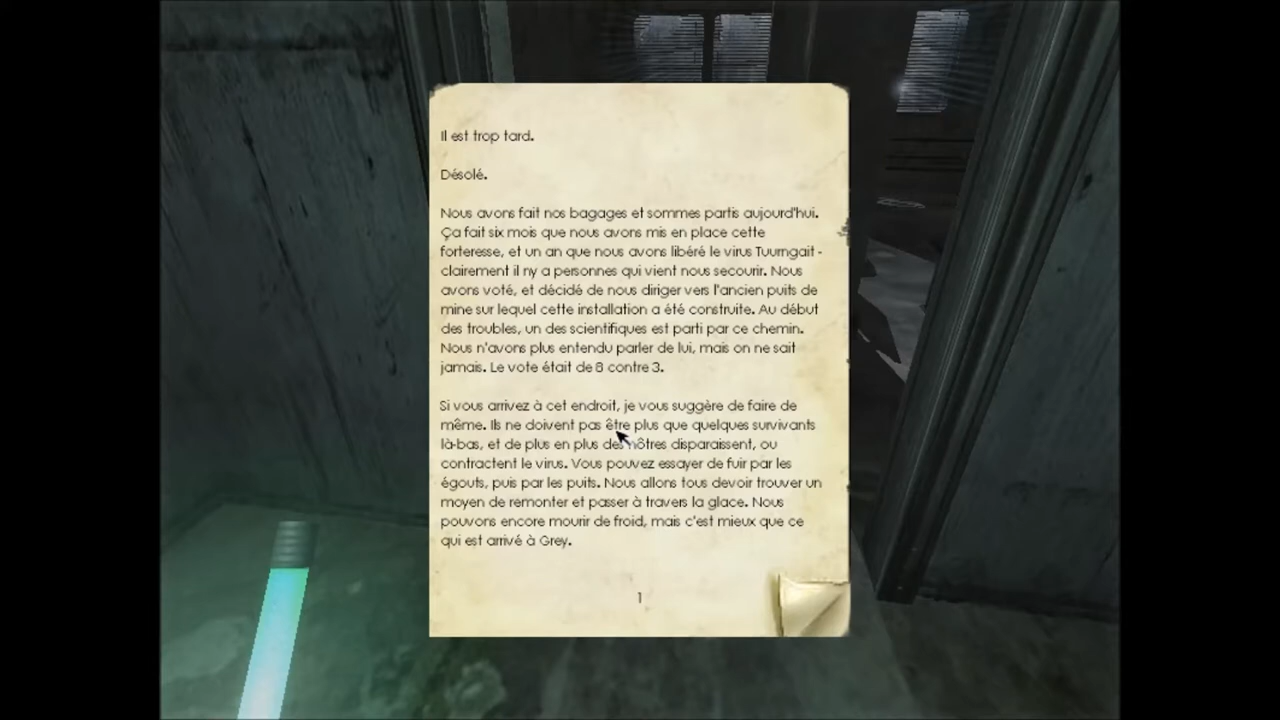 Il est trop tard.
Désolé.
Nous avons fait nos bagages et sommes partis aujourd'hui.
Ça fait six mois que nous avons mis en place cette
forteresse, et un an que nous avons libéré le virus Tuurngait -
clairement il ny a personnes qui vient nous secourir. Nous
avons voté, et décidé de nous diriger vers l'ancien puits de
mine sur lequel cette installation a été construite. Au début
des troubles, un des scientifiques est parti par ce chemin.
Nous n'avons plus entendu parler de lui, mais on ne sait
jamais. Le vote était de 8 contre 3.
Si vous arrivez à cet endroit, je vous suggère de faire de
même. Ils ne doivent pas être plus que quelques survivants
là-bas, et de plus en plus des nôtres disparaissent, ou
contractent le virus. Vous pouvez essayer de fuir par les
égouts, puis par les puits. Nous allons tous devoir trouver un
moyen de remonter et passer à travers la glace. Nous
pouvons encore mourir de froid, mais c'est mieux que ce
qui est arrivé à Grey.
1